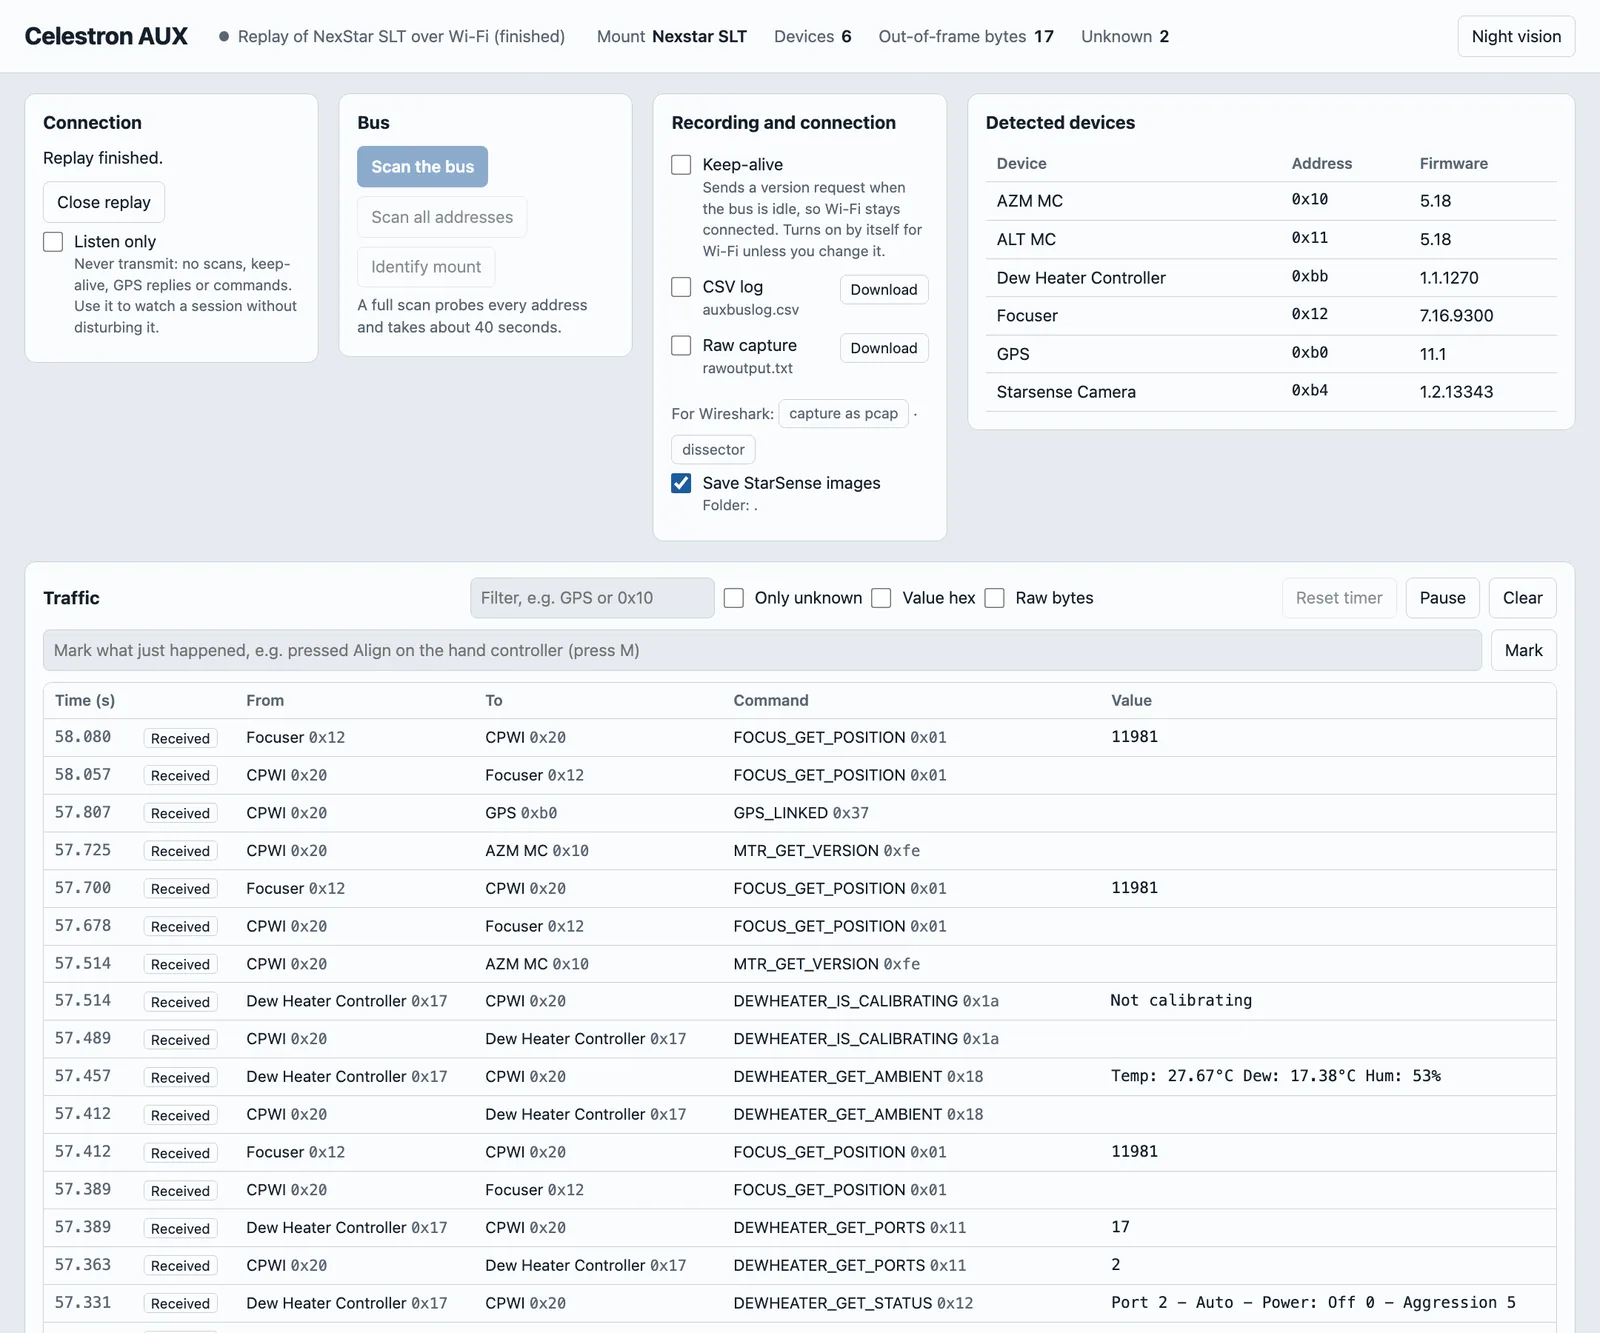 Celestron AUX
Replay of NexStar SLT over Wi-Fi (finished)
Mount Nexstar SLT
Devices 6
Out-of-frame bytes 17
Unknown 2
Night vision
Connection
Replay finished.
Close replay
Listen only
Never transmit: no scans, keep-
alive, GPS replies or commands.
Use it to watch a session without
disturbing it.
Bus
Scan the bus
Scan all addresses
Identify mount
A full scan probes every address
and takes about 40 seconds.
Recording and connection
Keep-alive
Sends a version request when
the bus is idle, so Wi-Fi stays
connected. Turns on by itself for
Wi-Fi unless you change it.
CSV log
auxbuslog.csv
Download
Raw capture
rawoutput.txt
Download
For Wireshark: capture as pcap ·
dissector
Save StarSense images
Folder: .
Detected devices
Device Address Firmware
AZM MC 0x10 5.18
ALT MC 0x11 5.18
Dew Heater Controller 0xbb 1.1.1270
Focuser 0x12 7.16.9300
GPS 0xb0 11.1
Starsense Camera 0xb4 1.2.13343
Traffic
Filter, e.g. GPS or 0x10
Only unknown
Value hex
Raw bytes
Reset timer
Pause
Clear
Mark what just happened, e.g. pressed Align on the hand controller (press M)
Mark
Time (s) From To Command Value
58.080 Received Focuser 0x12 CPWI 0x20 FOCUS_GET_POSITION 0x01 11981
58.057 Received CPWI 0x20 Focuser 0x12 FOCUS_GET_POSITION 0x01
57.807 Received CPWI 0x20 GPS 0xb0 GPS_LINKED 0x37
57.725 Received CPWI 0x20 AZM MC 0x10 MTR_GET_VERSION 0xfe
57.700 Received Focuser 0x12 CPWI 0x20 FOCUS_GET_POSITION 0x01 11981
57.678 Received CPWI 0x20 Focuser 0x12 FOCUS_GET_POSITION 0x01
57.514 Received CPWI 0x20 AZM MC 0x10 MTR_GET_VERSION 0xfe
57.514 Received Dew Heater Controller 0x17 CPWI 0x20 DEWHEATER_IS_CALIBRATING 0x1a Not calibrating
57.489 Received CPWI 0x20 Dew Heater Controller 0x17 DEWHEATER_IS_CALIBRATING 0x1a
57.457 Received Dew Heater Controller 0x17 CPWI 0x20 DEWHEATER_GET_AMBIENT 0x18 Temp: 27.67°C Dew: 17.38°C Hum: 53%
57.412 Received CPWI 0x20 Dew Heater Controller 0x17 DEWHEATER_GET_AMBIENT 0x18
57.412 Received Focuser 0x12 CPWI 0x20 FOCUS_GET_POSITION 0x01 11981
57.389 Received CPWI 0x20 Focuser 0x12 FOCUS_GET_POSITION 0x01
57.389 Received Dew Heater Controller 0x17 CPWI 0x20 DEWHEATER_GET_PORTS 0x11 17
57.363 Received CPWI 0x20 Dew Heater Controller 0x17 DEWHEATER_GET_PORTS 0x11 2
57.331 Received Dew Heater Controller 0x17 CPWI 0x20 DEWHEATER_GET_STATUS 0x12 Port 2 – Auto – Power: Off 0 – Aggression 5